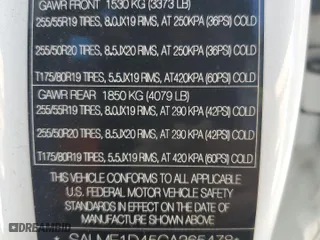 GAWR FRONT 1530 KG (3373 LB)
255/55R19 TIRES, 8.0JX19 RIMS, AT 250KPA (36PSI) COLD
255/50R20 TIRES, 8.5JX20 RIMS, AT 250KPA (36PSI) COLD
T175/80R19 TIRES, 5.5JX19 RIMS, AT420KPA (60PSI) COLD
GAWR REAR 1850 KG (4079 LB)
255/55R19 TIRES, 8.0JX19 RIMS, AT 290 KPA (42PSI) COLD
255/50R20 TIRES, 8.5JX20 RIMS, AT 290 KPA (42PSI) COLD
T175/80R19 TIRES, 5.5JX19 RIMS, AT 420 KPA (60PSI) COLD
THIS VEHICLE CONFORMS TO ALL APPLICABLE
U.S. FEDERAL MOTOR VEHICLE SAFETY
STANDARDS IN EFFECT ON THE DATE OF
MANUFACTURE SHOWN ABOVE